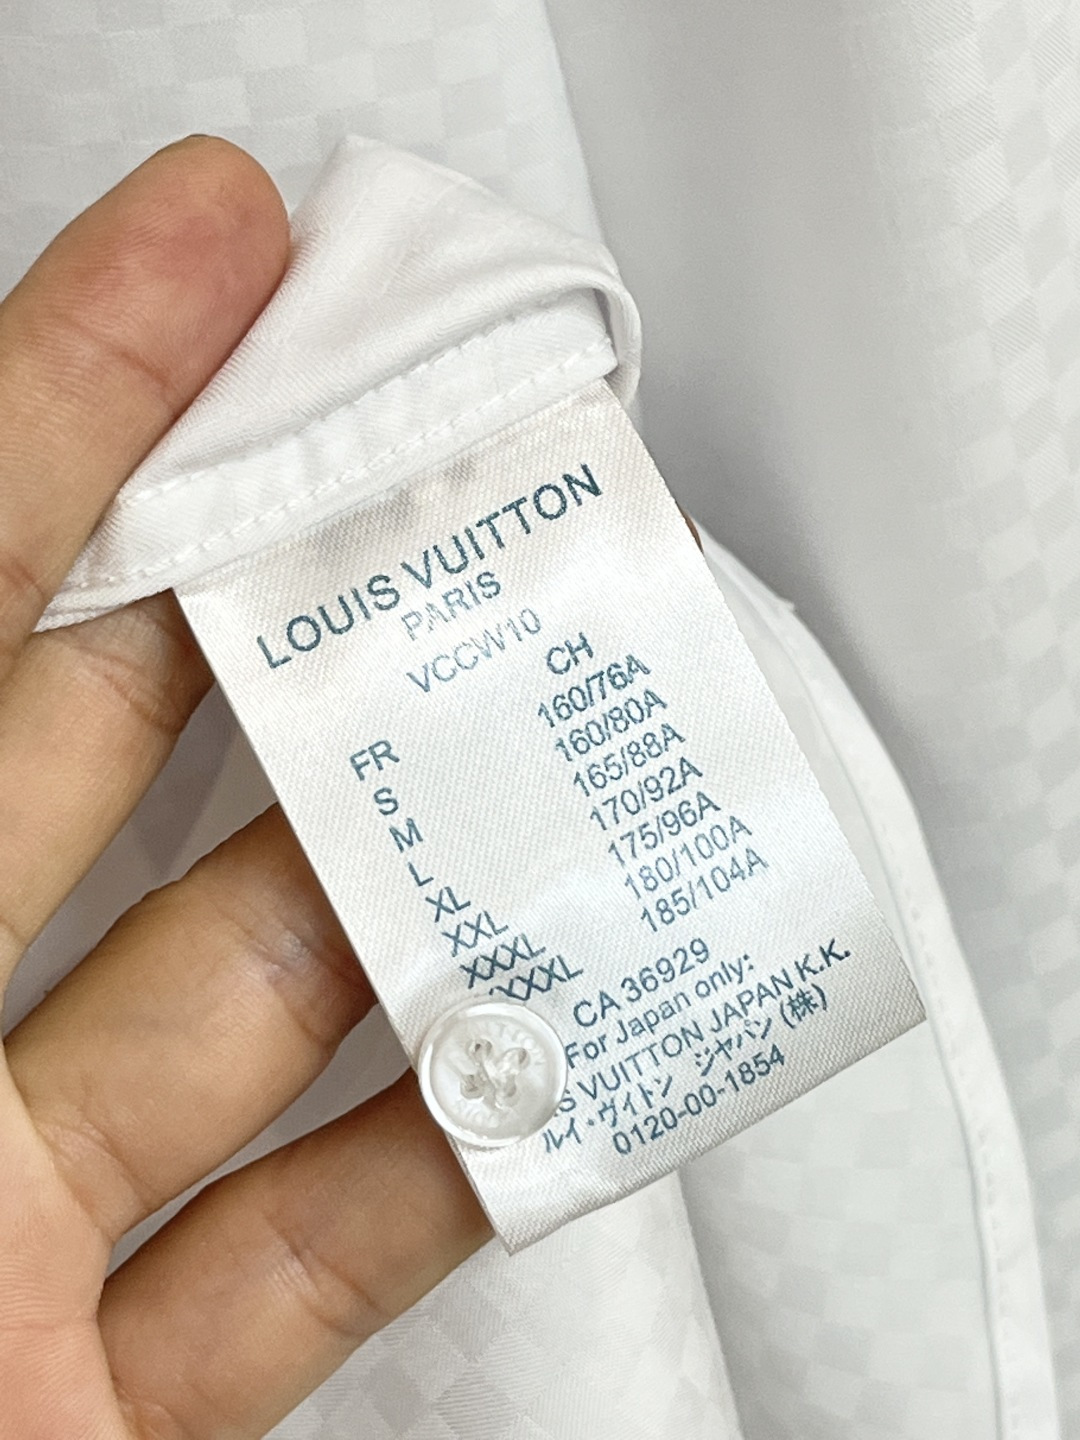 LOUIS VUITTON
PARIS
VCCW10
FR CH
S 160/76A
M 160/80A
L 165/88A
XL 170/92A
XXL 175/96A
XXXL 180/100A
XXXL 185/104A
CA 36929
For Japan only:
S VUITTON JAPAN K.K.
ルイ・ヴィトン ジャパン (株)
0120-00-1854